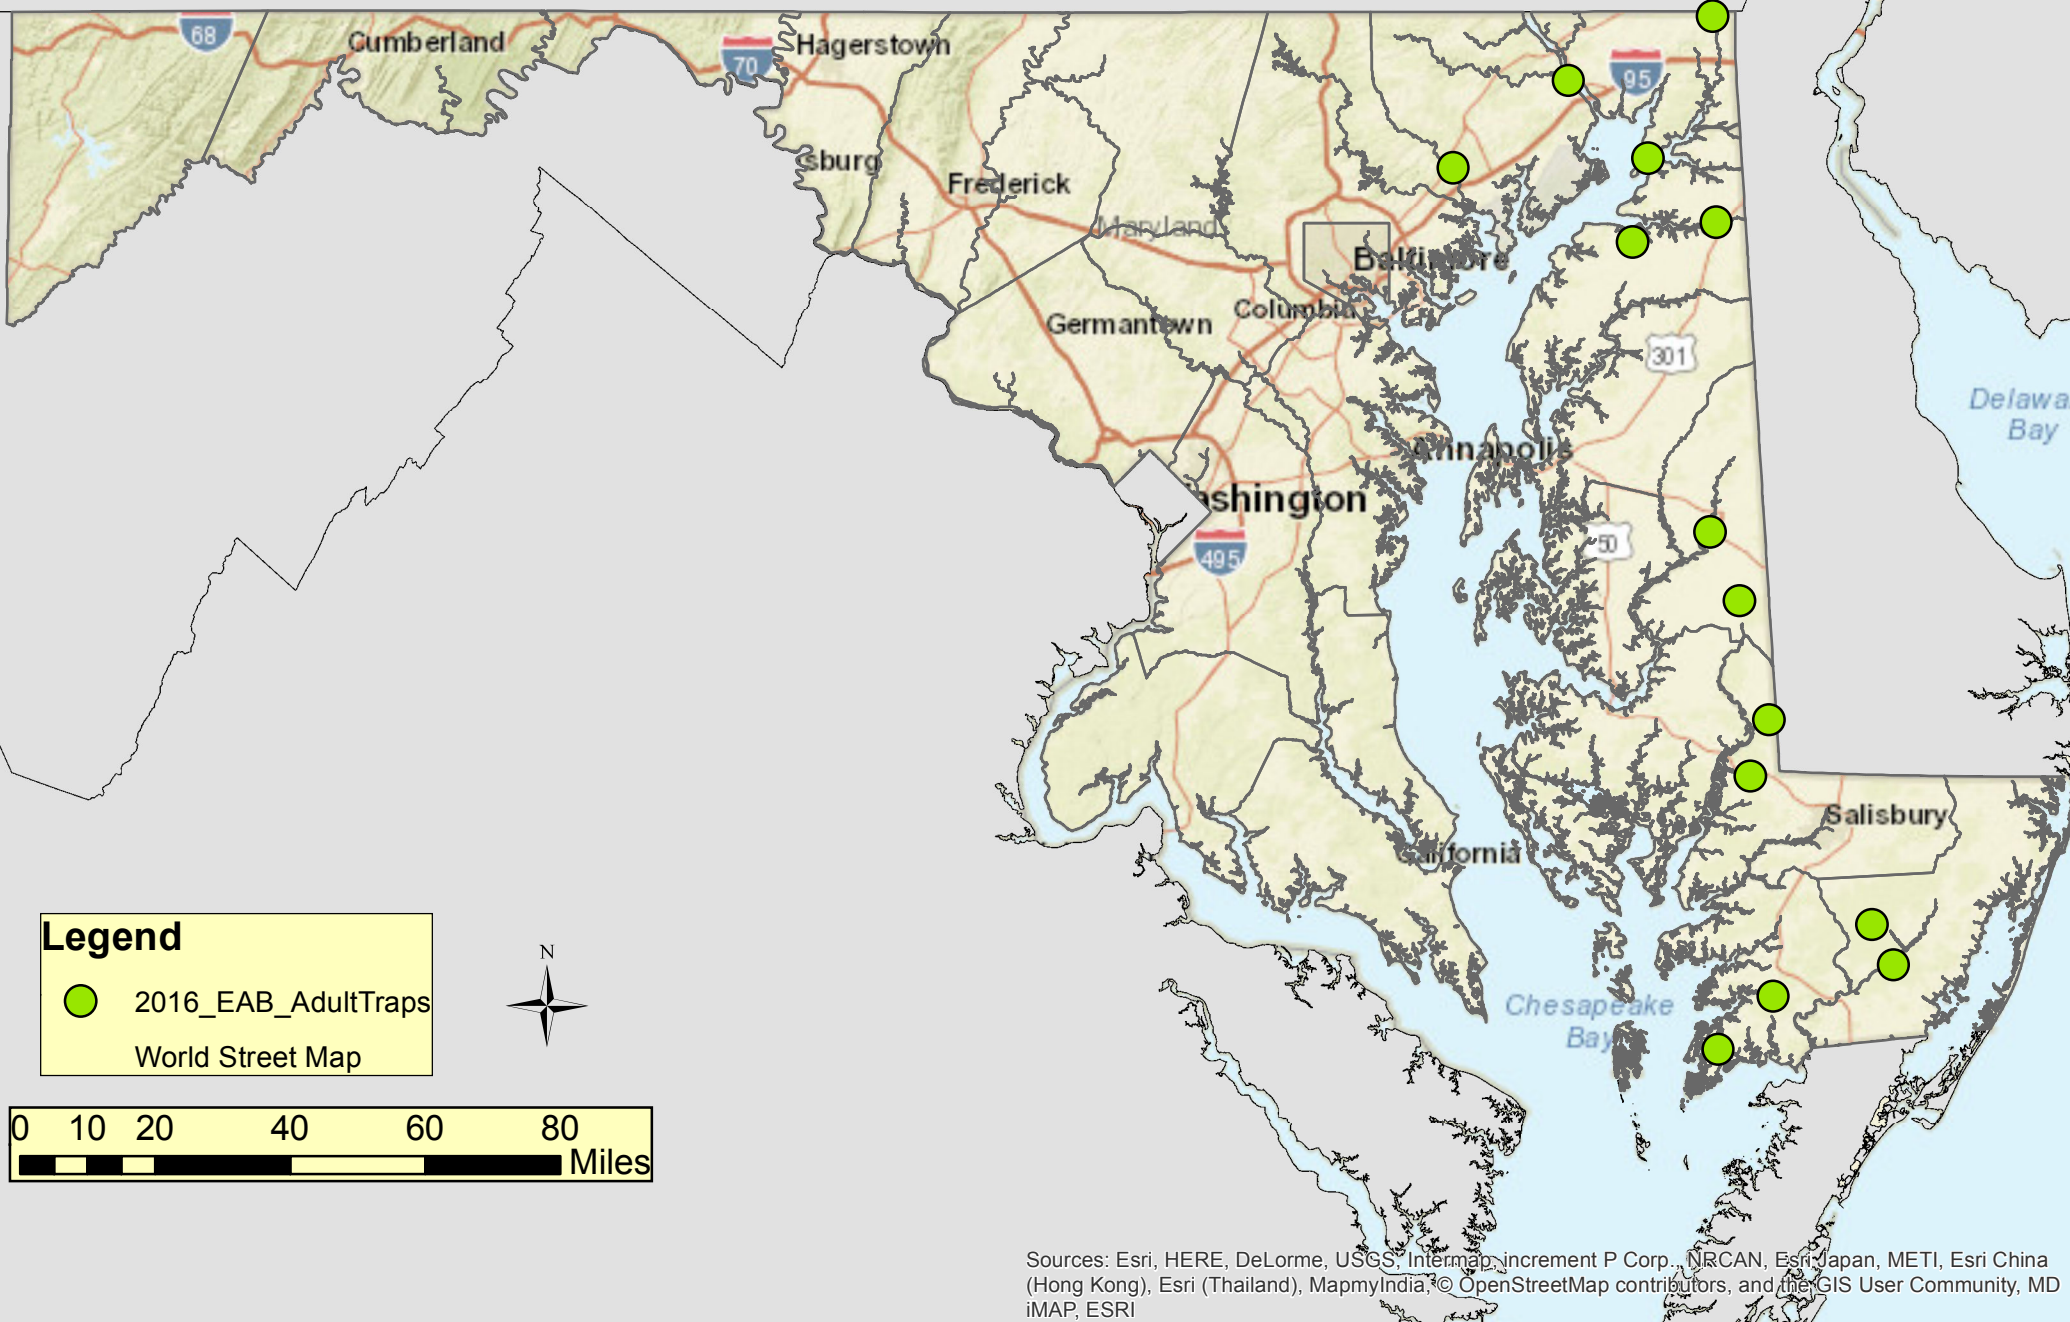 68
Cumberland
70
Hagerstown
95
sburg
Frederick
Maryland
Baltimore
Columbia
Germantown
301
Delawa
Bay
Annapolis
ashington
50
495
Salisbury
California
Chesapeake
Bay
Legend
2016_EAB_AdultTraps
World Street Map
N
0 10 20 40 60 80
Miles
Sources: Esri, HERE, DeLorme, USGS, Intermap, increment P Corp., NRCAN, Esri Japan, METI, Esri China
(Hong Kong), Esri (Thailand), MapmyIndia, © OpenStreetMap contributors, and the GIS User Community, MD
iMAP, ESRI